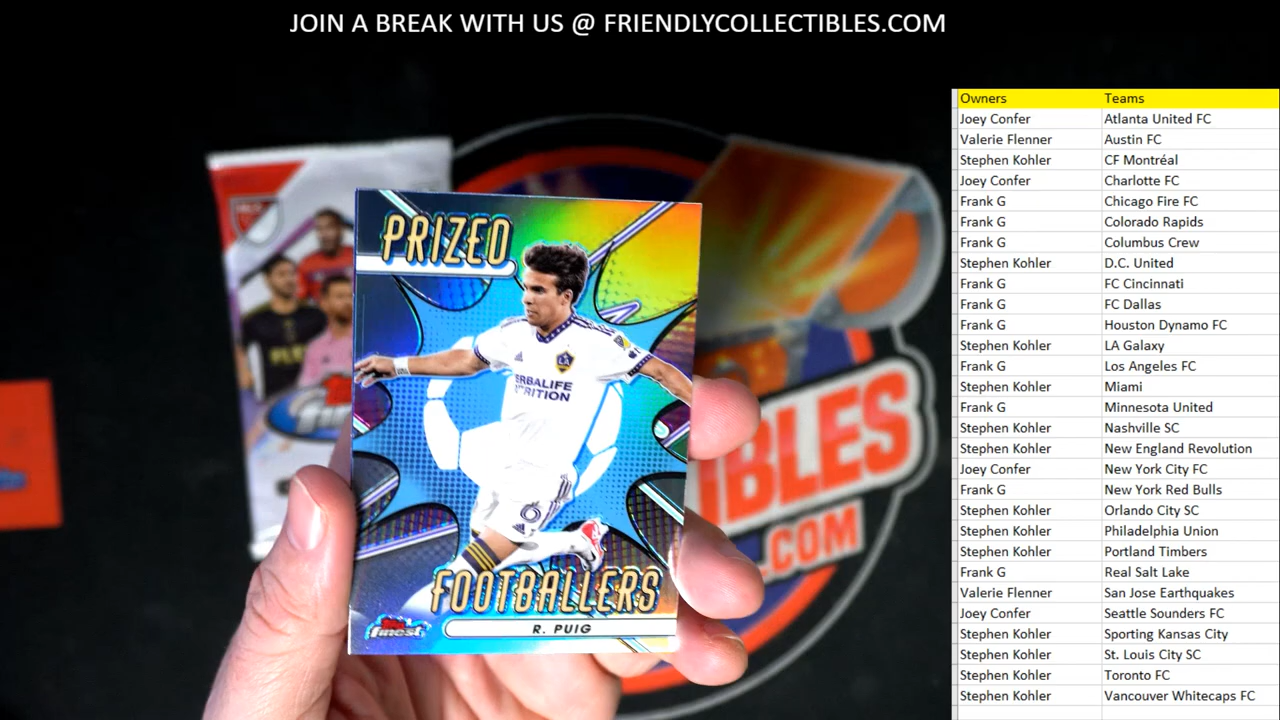 JOIN A BREAK WITH US @ FRIENDLYCOLLECTIBLES.COM
Owners Teams
Joey Confer Atlanta United FC
Valerie Flenner Austin FC
Stephen Kohler CF Montréal
Joey Confer Charlotte FC
Frank G Chicago Fire FC
Frank G Colorado Rapids
Frank G Columbus Crew
Stephen Kohler D.C. United
Frank G FC Cincinnati
Frank G FC Dallas
Frank G Houston Dynamo FC
Stephen Kohler LA Galaxy
Frank G Los Angeles FC
Stephen Kohler Miami
Frank G Minnesota United
Stephen Kohler Nashville SC
Stephen Kohler New England Revolution
Joey Confer New York City FC
Frank G New York Red Bulls
Stephen Kohler Orlando City SC
Stephen Kohler Philadelphia Union
Stephen Kohler Portland Timbers
Frank G Real Salt Lake
Valerie Flenner San Jose Earthquakes
Joey Confer Seattle Sounders FC
Stephen Kohler Sporting Kansas City
Stephen Kohler St. Louis City SC
Stephen Kohler Toronto FC
Stephen Kohler Vancouver Whitecaps FC
PRIZED
LA
ERBALIFE
TRITION
6
FOOTBALLERS
Topps
finest
R. PUIG
IBLES
.COM